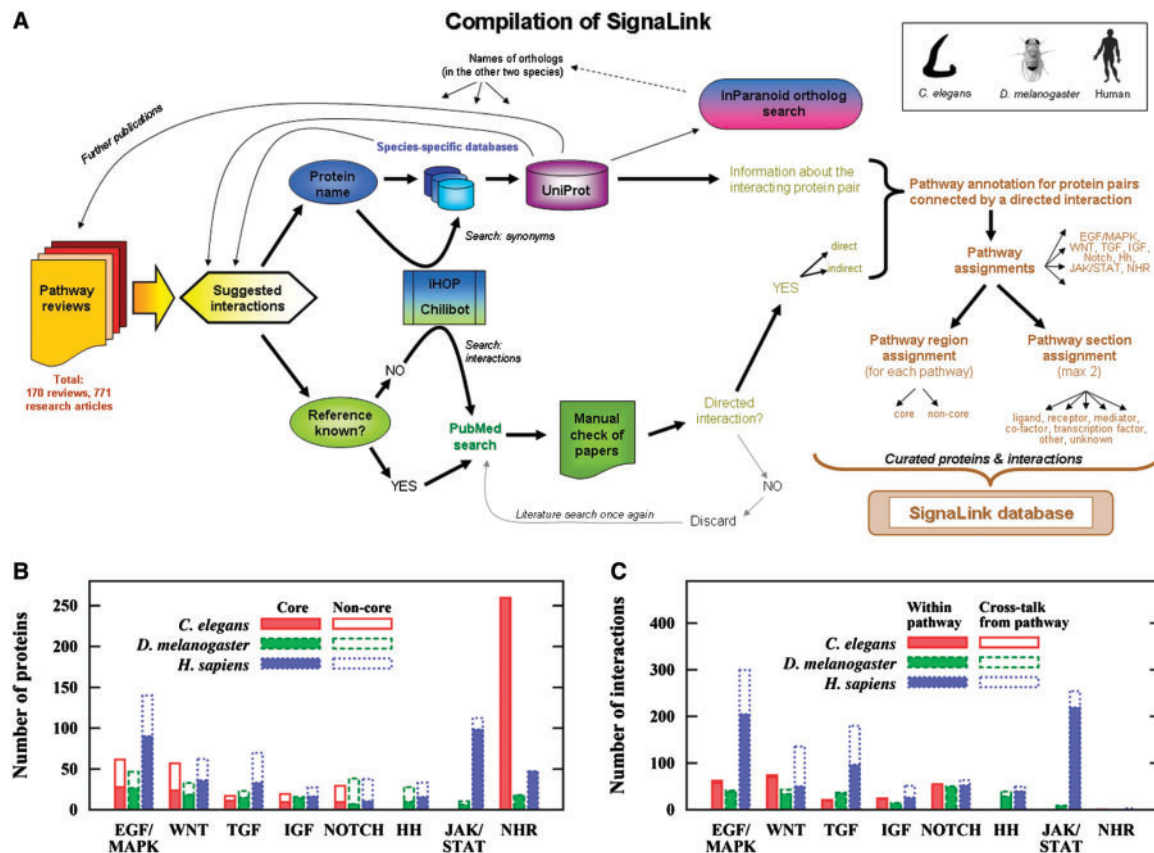 A
Compilation of SignaLink
Names of orthologs
(in the other two species)
Further publications
InParanoid ortholog
search
C. elegans
D. melanogaster
Human
Species-specific databases
Protein
name
UniProt
Information about the
interacting protein pair
Pathway annotation for protein pairs
connected by a directed interaction
Search: synonyms
Pathway
reviews
Suggested
interactions
iHOP
Chilibot
direct
indirect
YES
Pathway
assignments
EGF/MAPK,
WNT, TGF, IGF,
Notch, Hh,
JAK/STAT, NHR
Total:
170 reviews, 771
research articles
NO
Search:
interactions
Pathway region
assignment
(for each pathway)
Pathway section
assignment
(max 2)
core
non-core
ligand, receptor, mediator,
co-factor, transcription factor,
other, unknown
Reference
known?
PubMed
search
Manual
check of
papers
Directed
interaction?
YES
NO
Literature search once again
Discard
Curated proteins & interactions
SignaLink database
B
Number of proteins
250
200
150
100
50
0
Core
Non-core
C. elegans
D. melanogaster
H. sapiens
EGF/
MAPK
WNT
TGF
IGF
NOTCH
HH
JAK/
STAT
NHR
C
Number of interactions
400
300
200
100
0
Within
pathway
Cross-talk
from pathway
C. elegans
D. melanogaster
H. sapiens
EGF/
MAPK
WNT
TGF
IGF
NOTCH
HH
JAK/
STAT
NHR